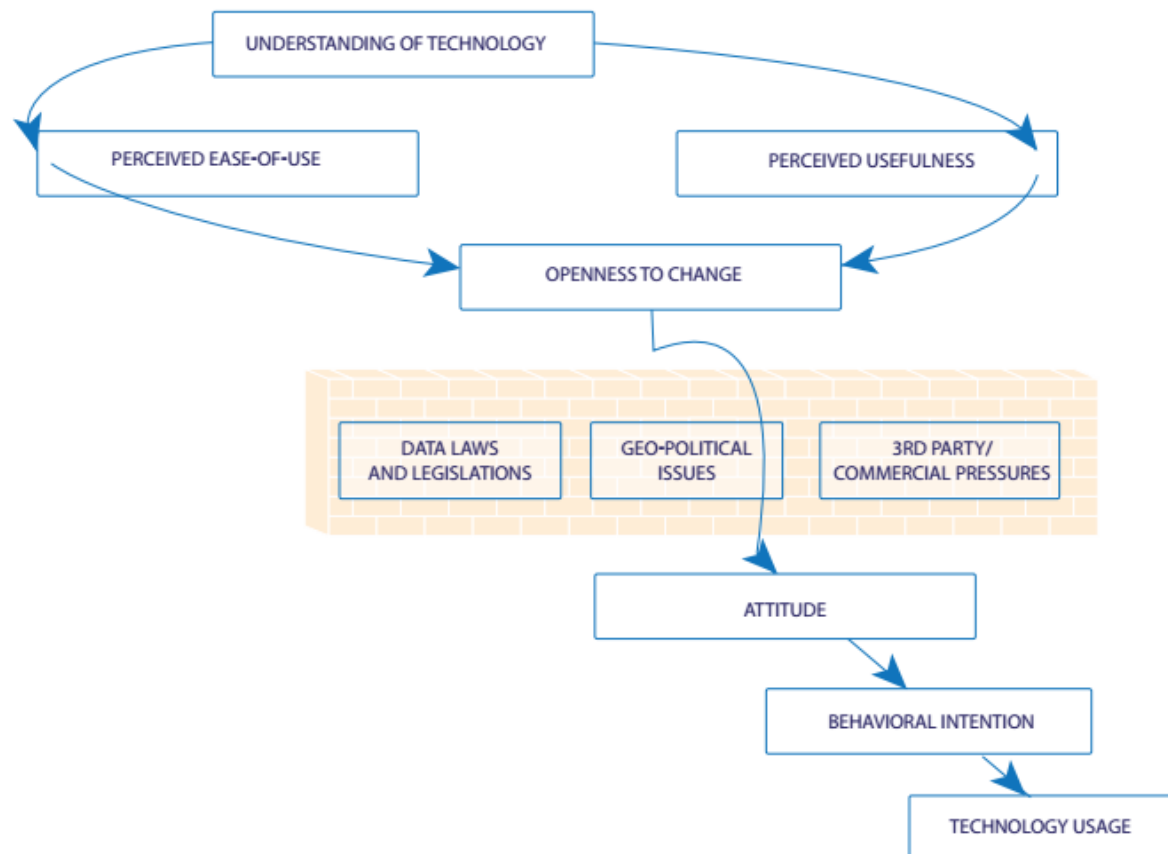 UNDERSTANDING OF TECHNOLOGY
PERCEIVED EASE-OF-USE
PERCEIVED USEFULNESS
OPENNESS TO CHANGE
DATA LAWS
AND LEGISLATIONS
GEO-POLITICAL
ISSUES
3RD PARTY/
COMMERCIAL PRESSURES
ATTITUDE
BEHAVIORAL INTENTION
TECHNOLOGY USAGE